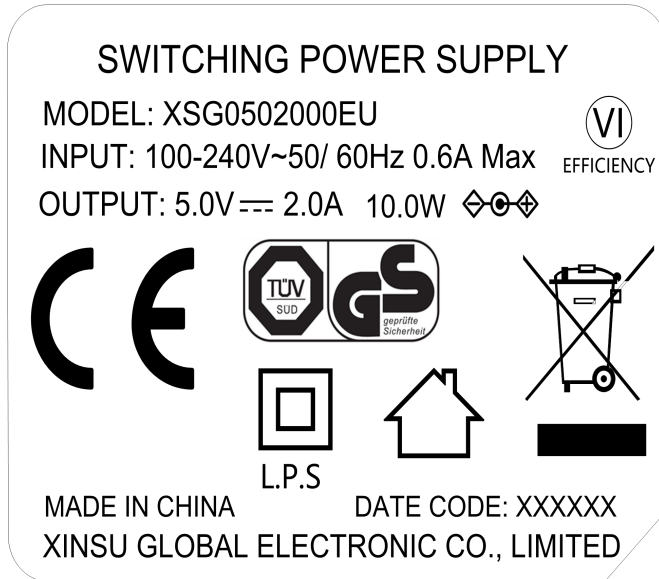 SWITCHING POWER SUPPLY
MODEL: XSG0502000EU
INPUT: 100-240V~50/ 60Hz 0.6A Max
VI
EFFICIENCY
OUTPUT: 5.0V⎓2.0A 10.0W
CE
TÜV
SÜD
GS
geprüfte
Sicherheit
L.P.S
MADE IN CHINA
DATE CODE: XXXXXX
XINSU GLOBAL ELECTRONIC CO., LIMITED